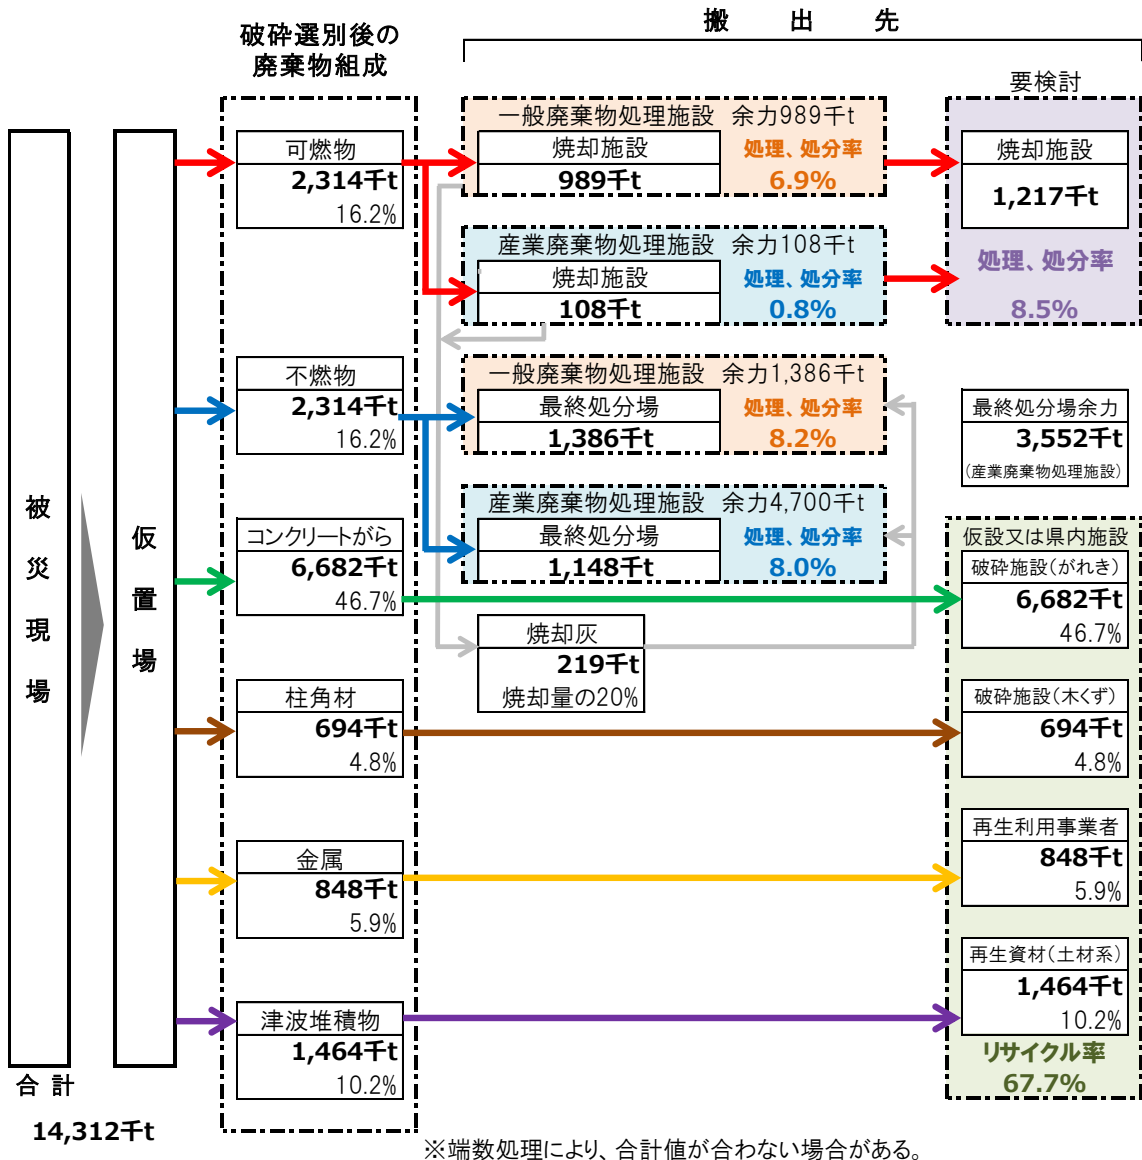 搬出先
破砕選別後の
廃棄物組成
要検討
被災現場
仮置場
合計
14,312千t
可燃物
2,314千t
16.2%
一般廃棄物処理施設 余力989千t
焼却施設
989千t
処理、処分率
6.9%
焼却施設
1,217千t
処理、処分率
8.5%
産業廃棄物処理施設 余力108千t
焼却施設
108千t
処理、処分率
0.8%
不燃物
2,314千t
16.2%
一般廃棄物処理施設 余力1,386千t
最終処分場
1,386千t
処理、処分率
8.2%
最終処分場余力
3,552千t
(産業廃棄物処理施設)
産業廃棄物処理施設 余力4,700千t
最終処分場
1,148千t
処理、処分率
8.0%
コンクリートがら
6,682千t
46.7%
仮設又は県内施設
破砕施設(がれき)
6,682千t
46.7%
焼却灰
219千t
焼却量の20%
柱角材
694千t
4.8%
破砕施設(木くず)
694千t
4.8%
金属
848千t
5.9%
再生利用事業者
848千t
5.9%
津波堆積物
1,464千t
10.2%
再生資材(土材系)
1,464千t
10.2%
リサイクル率
67.7%
※端数処理により、合計値が合わない場合がある。